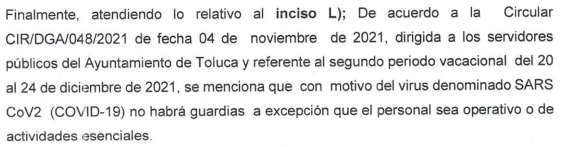 Finalmente, atendiendo lo relativo al inciso L); De acuerdo a la Circular
CIR/DGA/048/2021 de fecha 04 de noviembre de 2021, dirigida a los servidores
públicos del Ayuntamiento de Toluca y referente al segundo periodo vacacional del 20
al 24 de diciembre de 2021, se menciona que con motivo del virus denominado SARS
CoV2 (COVID-19) no habrá guardias a excepción que el personal sea operativo o de
actividades esenciales.